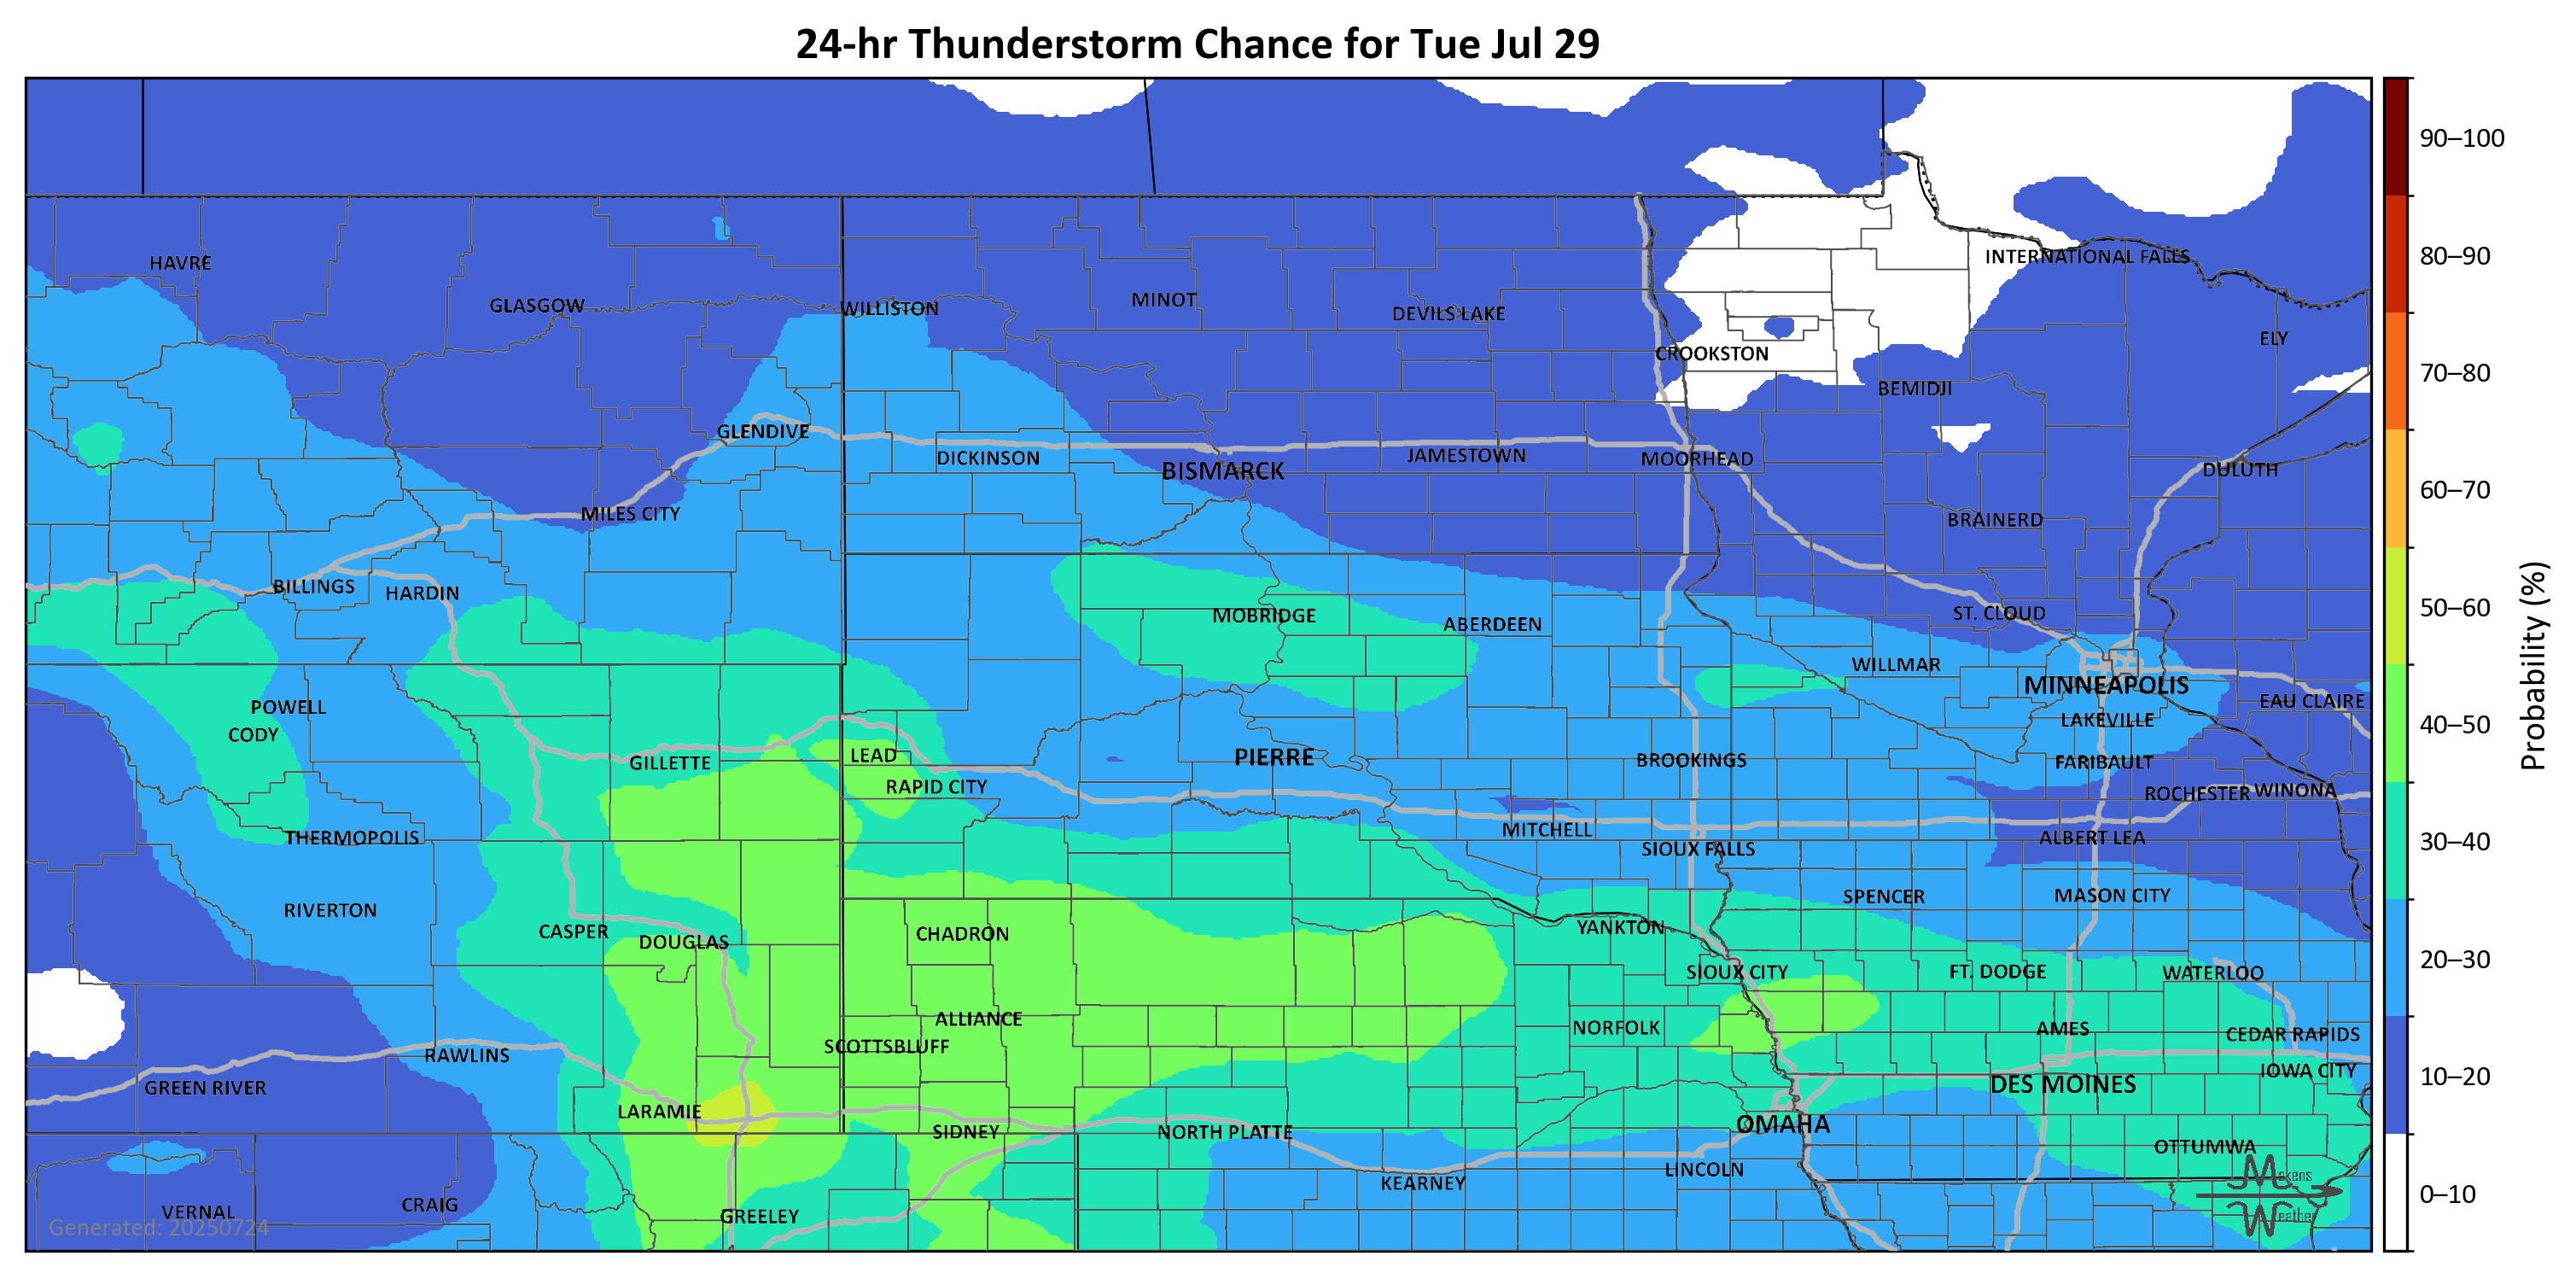 24-hr Thunderstorm Chance for Tue Jul 29
90–100
80–90
70–80
60–70
50–60
40–50
30–40
20–30
10–20
0–10
Probability (%)
HAVRE
GLASGOW
WILLISTON
MINOT
DEVILS LAKE
INTERNATIONAL FALLS
ELY
CROOKSTON
BEMIDJI
GLENDIVE
DICKINSON
BISMARCK
JAMESTOWN
MOORHEAD
DULUTH
MILES CITY
BRAINERD
BILLINGS
HARDIN
MOBRIDGE
ABERDEEN
ST. CLOUD
WILLMAR
MINNEAPOLIS
EAU CLAIRE
POWELL
CODY
LAKEVILLE
GILLETTE
LEAD
PIERRE
BROOKINGS
FARIBAULT
RAPID CITY
ROCHESTER
WINONA
THERMOPOLIS
MITCHELL
ALBERT LEA
SIOUX FALLS
RIVERTON
SPENCER
MASON CITY
CASPER
DOUGLAS
CHADRON
YANKTON
SIOUX CITY
FT. DODGE
WATERLOO
ALLIANCE
NORFOLK
AMES
CEDAR RAPIDS
SCOTTSBLUFF
RAWLINS
GREEN RIVER
DES MOINES
IOWA CITY
LARAMIE
SIDNEY
NORTH PLATTE
OMAHA
OTTUMWA
LINCOLN
KEARNEY
VERNAL
CRAIG
GREELEY
Generated: 20250724
Makens
Weather